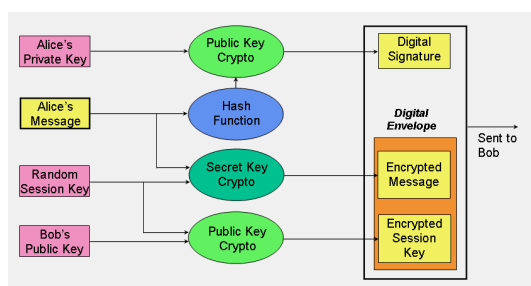 Alice's
Private Key
Public Key
Crypto
Digital
Signature
Alice's
Message
Hash
Function
Digital
Envelope
Sent to
Bob
Random
Session Key
Secret Key
Crypto
Encrypted
Message
Bob's
Public Key
Public Key
Crypto
Encrypted
Session
Key